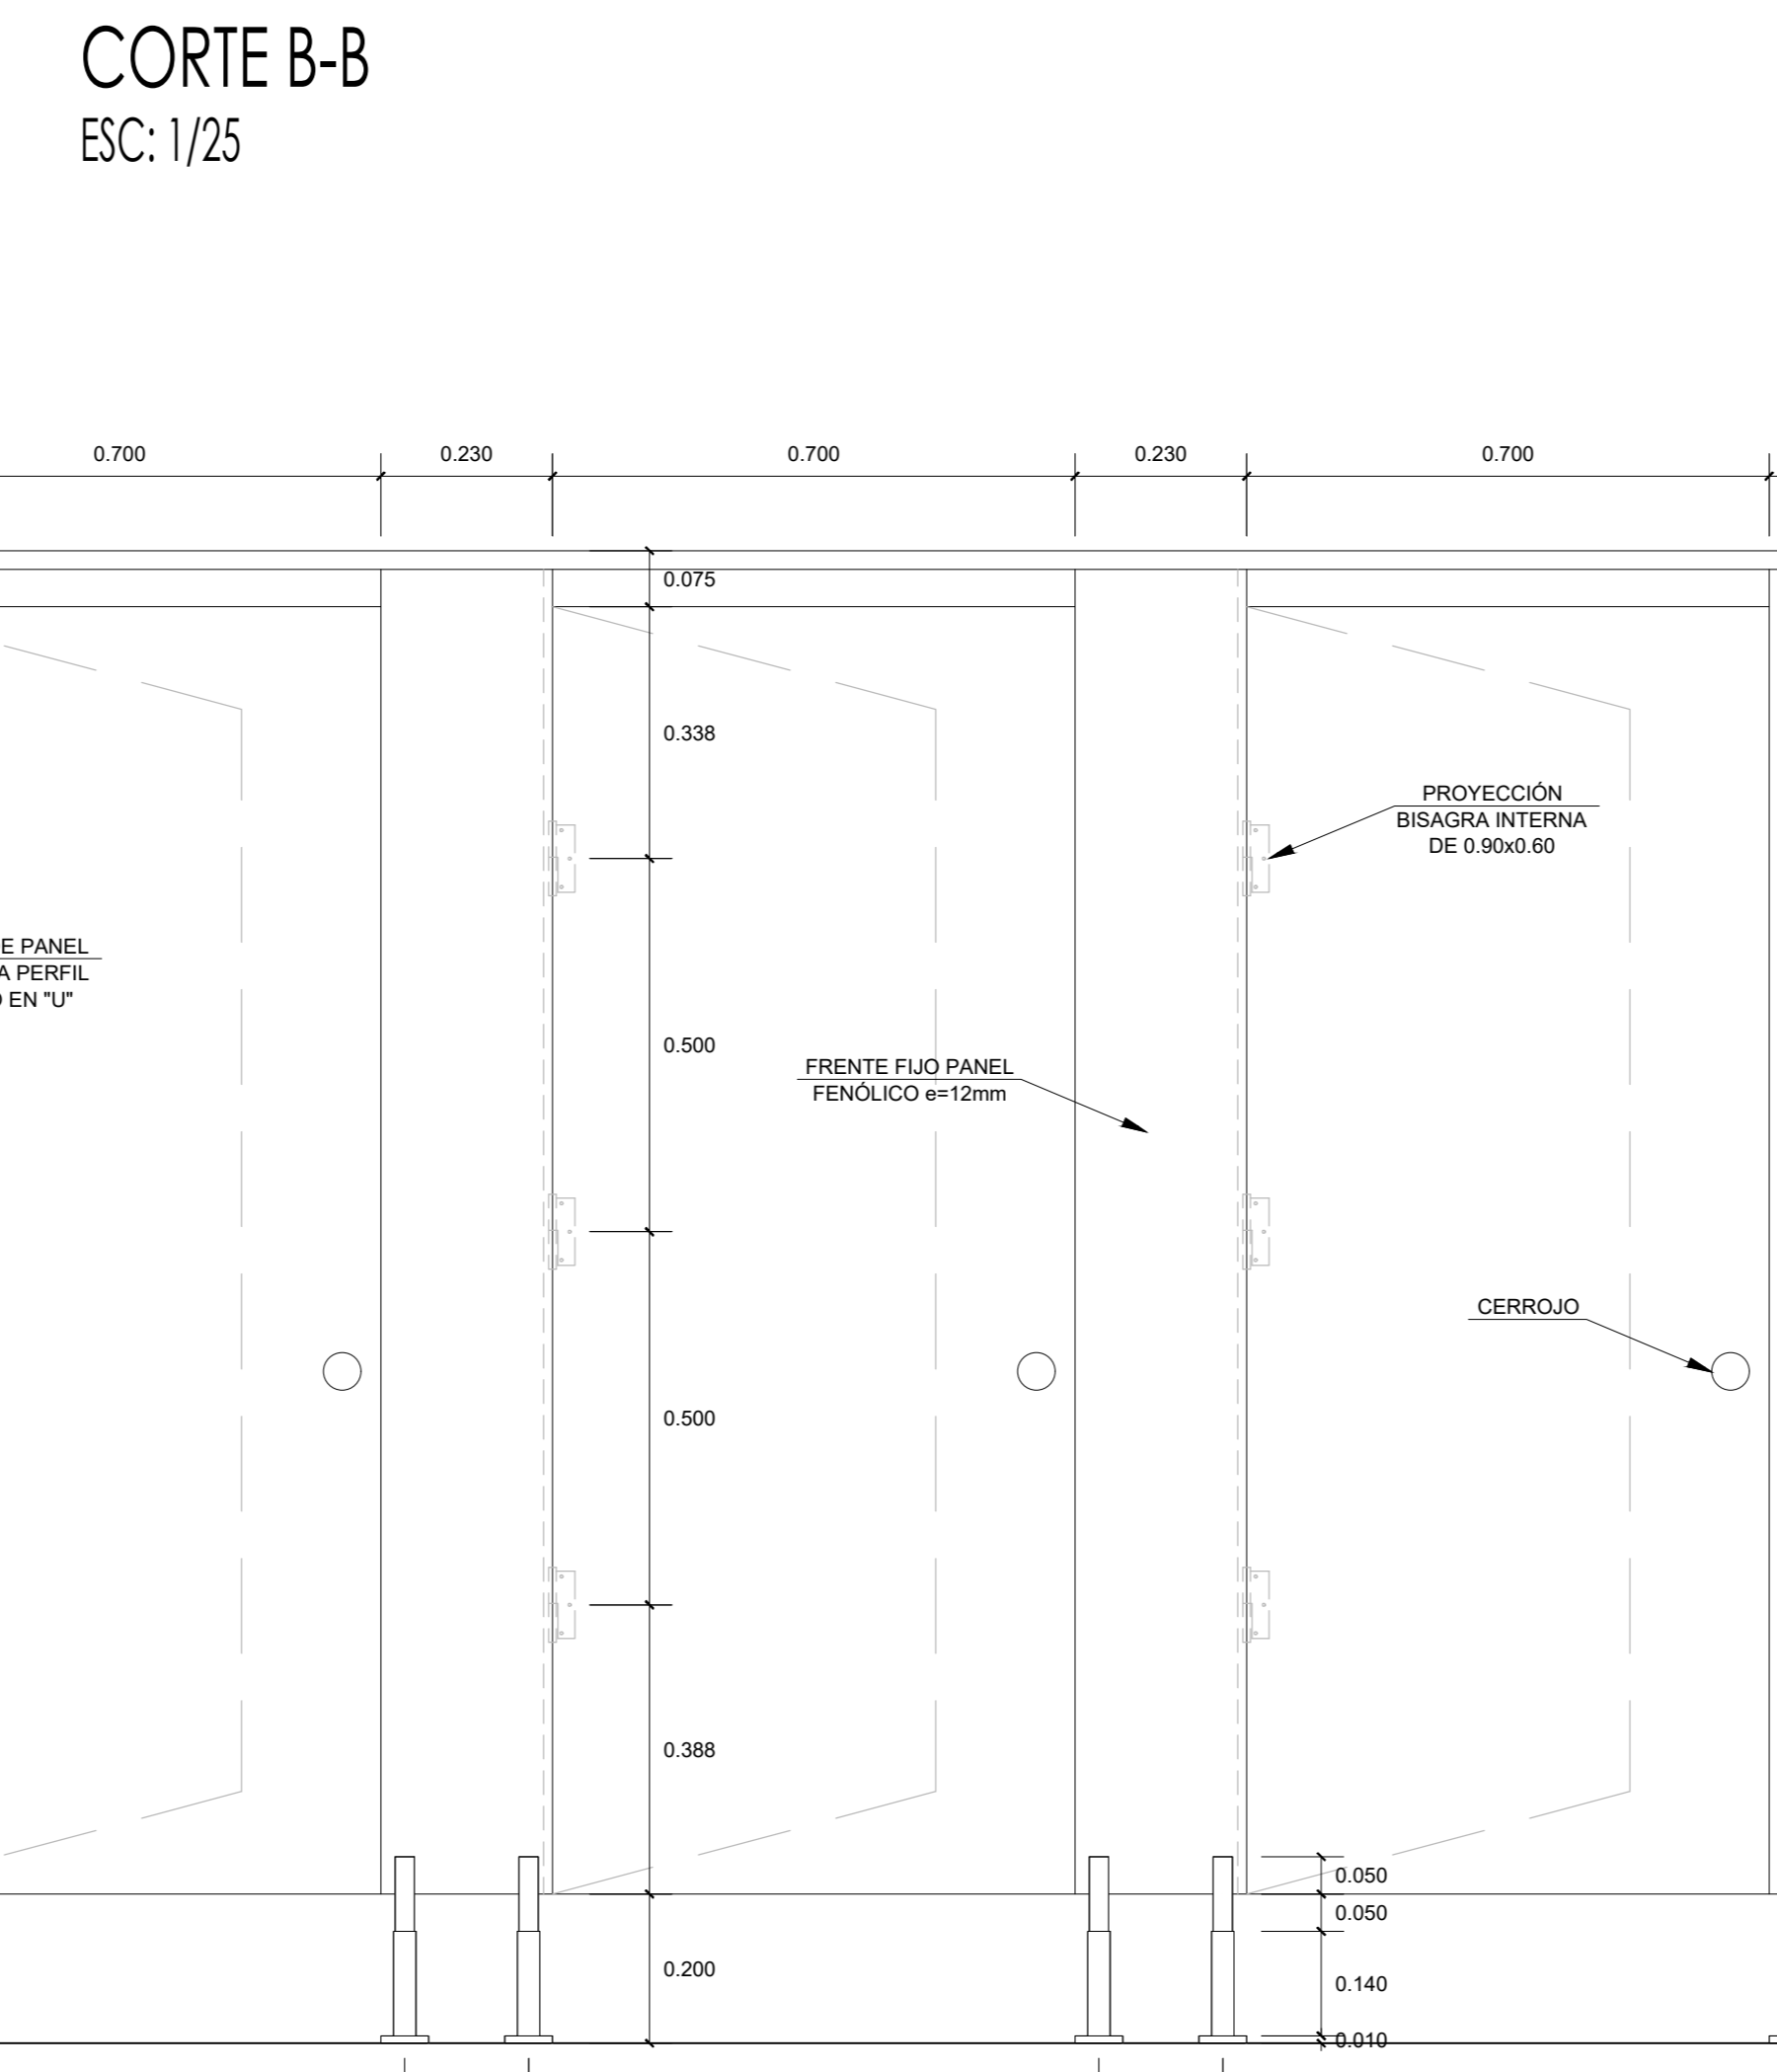 CORTE B-B
ESC: 1/25
0.700
0.230
0.700
0.230
0.700
0.075
0.338
PROYECCIÓN
BISAGRA INTERNA
DE 0.90x0.60
E PANEL
A PERFIL
EN "U"
0.500
FRENTE FIJO PANEL
FENÓLICO e=12mm
CERROJO
0.500
0.388
0.050
0.050
0.200
0.140
0.010